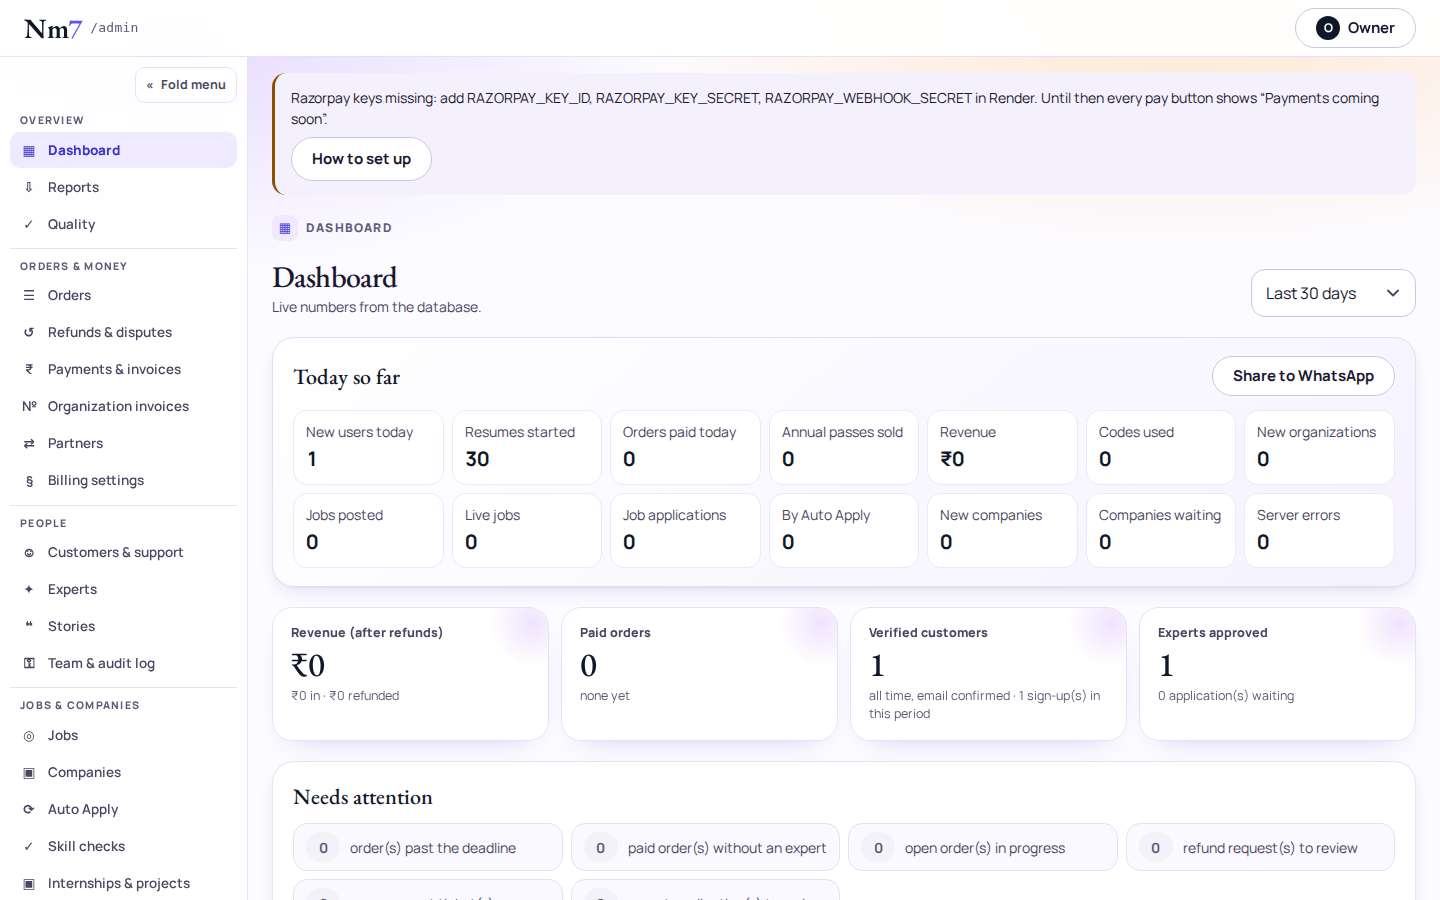 Nm7 /admin
O Owner
« Fold menu
OVERVIEW
Dashboard
Reports
✓ Quality
ORDERS & MONEY
☰ Orders
↺ Refunds & disputes
₹ Payments & invoices
Nº Organization invoices
⇄ Partners
§ Billing settings
PEOPLE
Customers & support
Experts
❝ Stories
Team & audit log
JOBS & COMPANIES
Jobs
Companies
Auto Apply
✓ Skill checks
Internships & projects
Razorpay keys missing: add RAZORPAY_KEY_ID, RAZORPAY_KEY_SECRET, RAZORPAY_WEBHOOK_SECRET in Render. Until then every pay button shows “Payments coming
soon”.
How to set up
DASHBOARD
Dashboard
Live numbers from the database.
Last 30 days
Today so far
Share to WhatsApp
New users today
1
Resumes started
30
Orders paid today
0
Annual passes sold
0
Revenue
₹0
Codes used
0
New organizations
0
Jobs posted
0
Live jobs
0
Job applications
0
By Auto Apply
0
New companies
0
Companies waiting
0
Server errors
0
Revenue (after refunds)
₹0
₹0 in · ₹0 refunded
Paid orders
0
none yet
Verified customers
1
all time, email confirmed · 1 sign-up(s) in
this period
Experts approved
1
0 application(s) waiting
Needs attention
0 order(s) past the deadline
0 paid order(s) without an expert
0 open order(s) in progress
0 refund request(s) to review